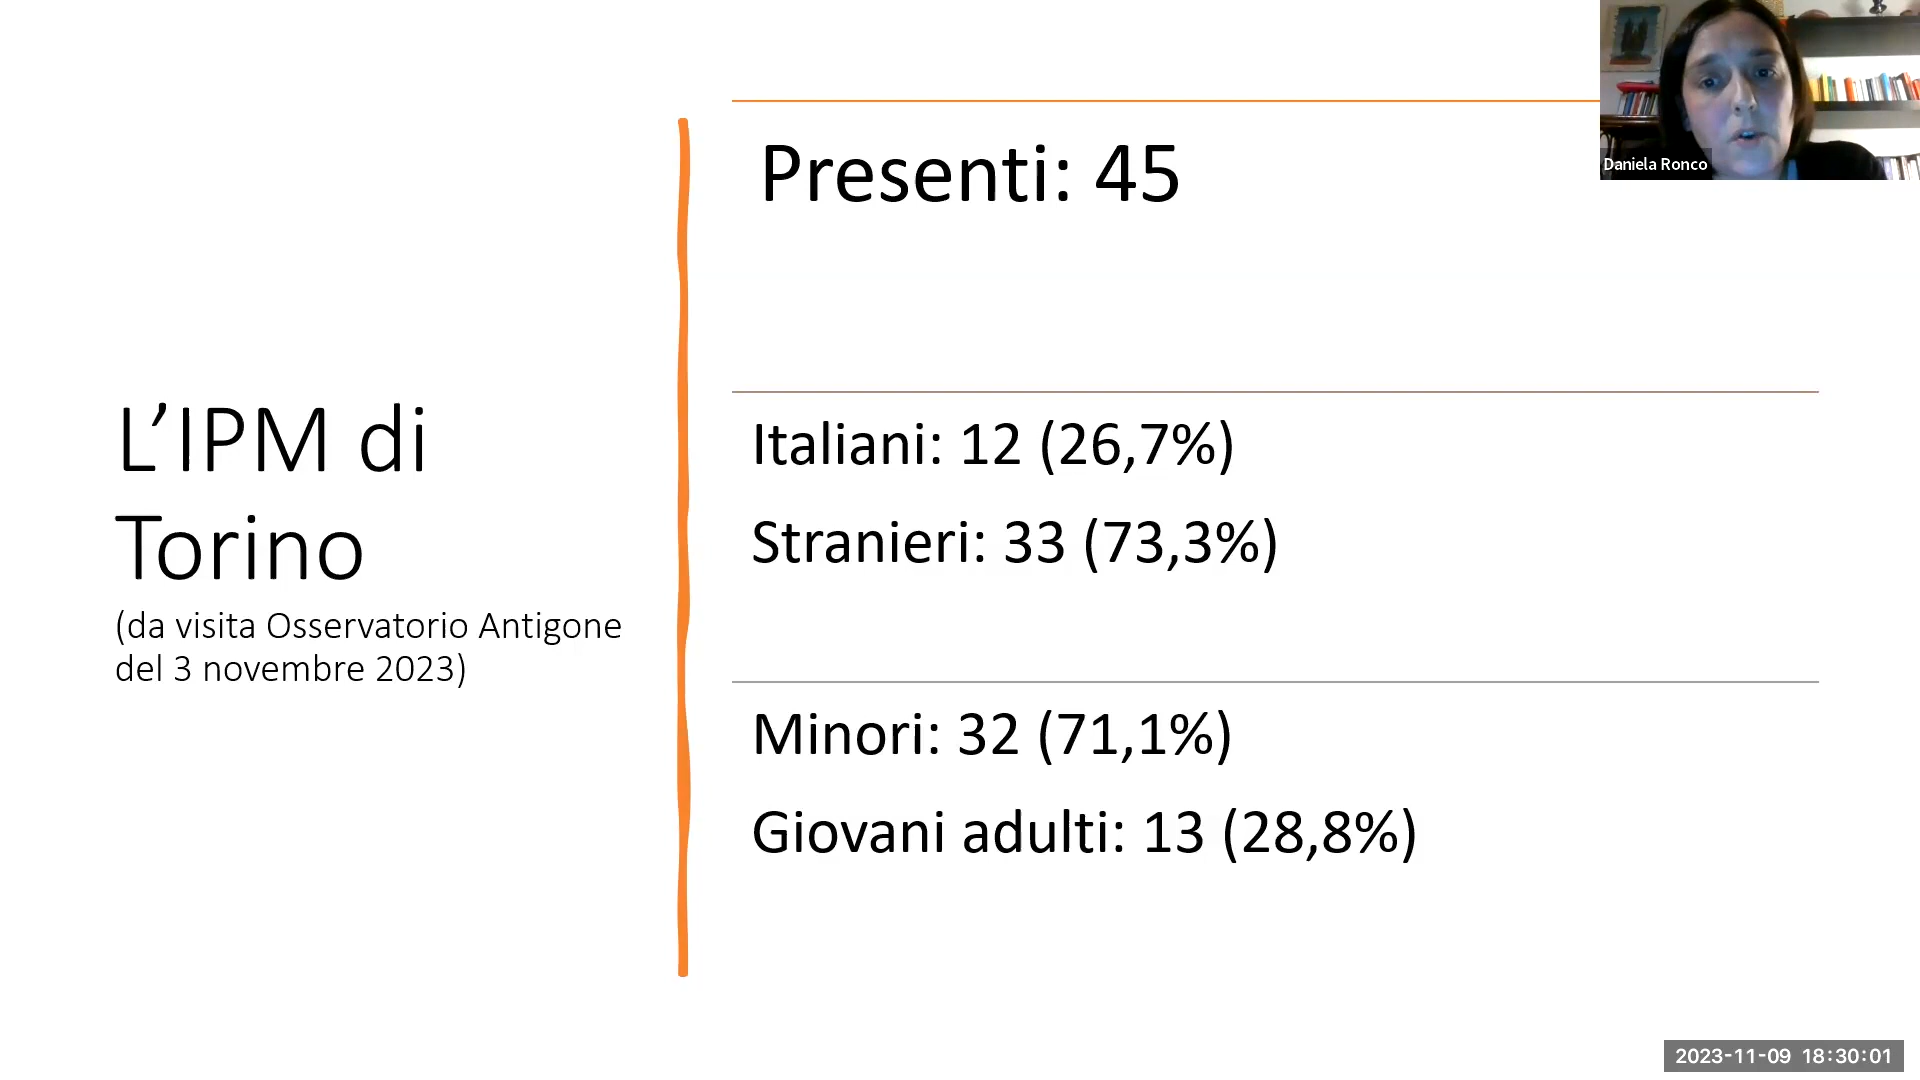 L’IPM di
Torino
(da visita Osservatorio Antigone
del 3 novembre 2023)
Presenti: 45
Italiani: 12 (26,7%)
Stranieri: 33 (73,3%)
Minori: 32 (71,1%)
Giovani adulti: 13 (28,8%)
Daniela Ronco
2023-11-09 18:30:01